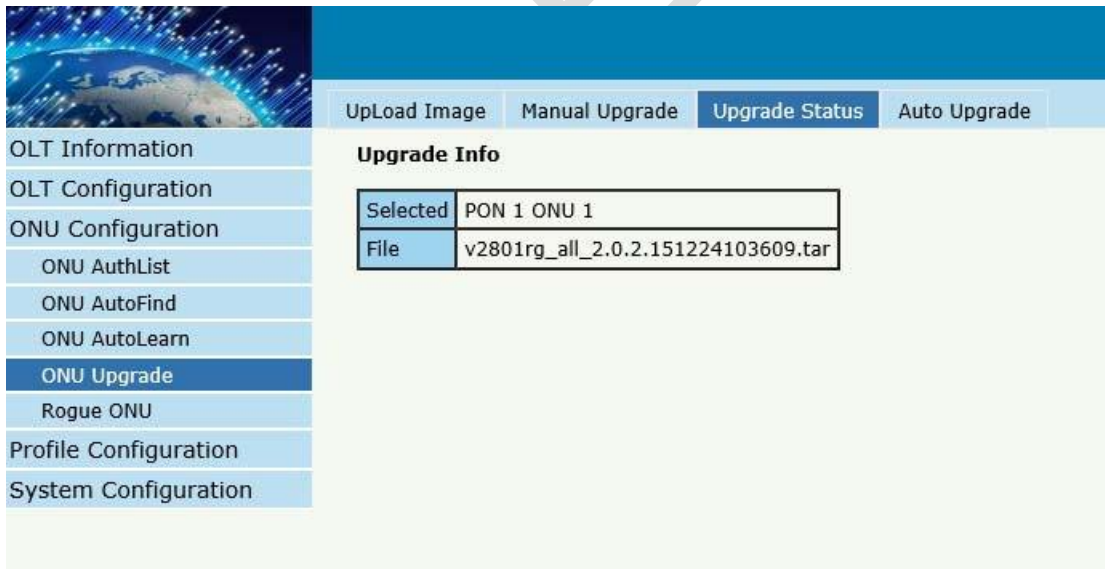 UpLoad Image Manual Upgrade Upgrade Status Auto Upgrade
OLT Information
OLT Configuration
ONU Configuration
ONU AuthList
ONU AutoFind
ONU AutoLearn
ONU Upgrade
Rogue ONU
Profile Configuration
System Configuration
Upgrade Info
Selected PON 1 ONU 1
File v2801rg_all_2.0.2.151224103609.tar